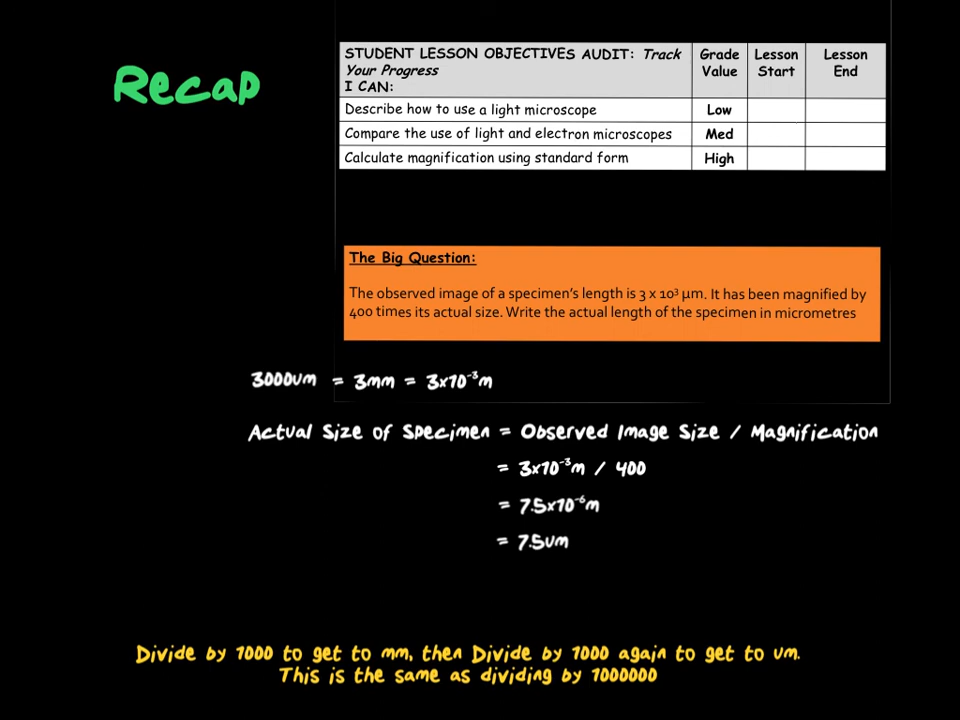 Recap
STUDENT LESSON OBJECTIVES AUDIT: Track
Your Progress
I CAN:
Grade
Value
Lesson
Start
Lesson
End
Describe how to use a light microscope
Low
Compare the use of light and electron microscopes
Med
Calculate magnification using standard form
High
The Big Question:
The observed image of a specimen's length is 3 x 10³ µm. It has been magnified by
400 times its actual size. Write the actual length of the specimen in micrometres
3000um = 3mm = 3x10⁻³m
Actual Size of Specimen = Observed Image Size / Magnification
= 3x10⁻³m / 400
= 7.5x10⁻⁶m
= 7.5um
Divide by 1000 to get to mm, then Divide by 1000 again to get to um.
This is the same as dividing by 1000000